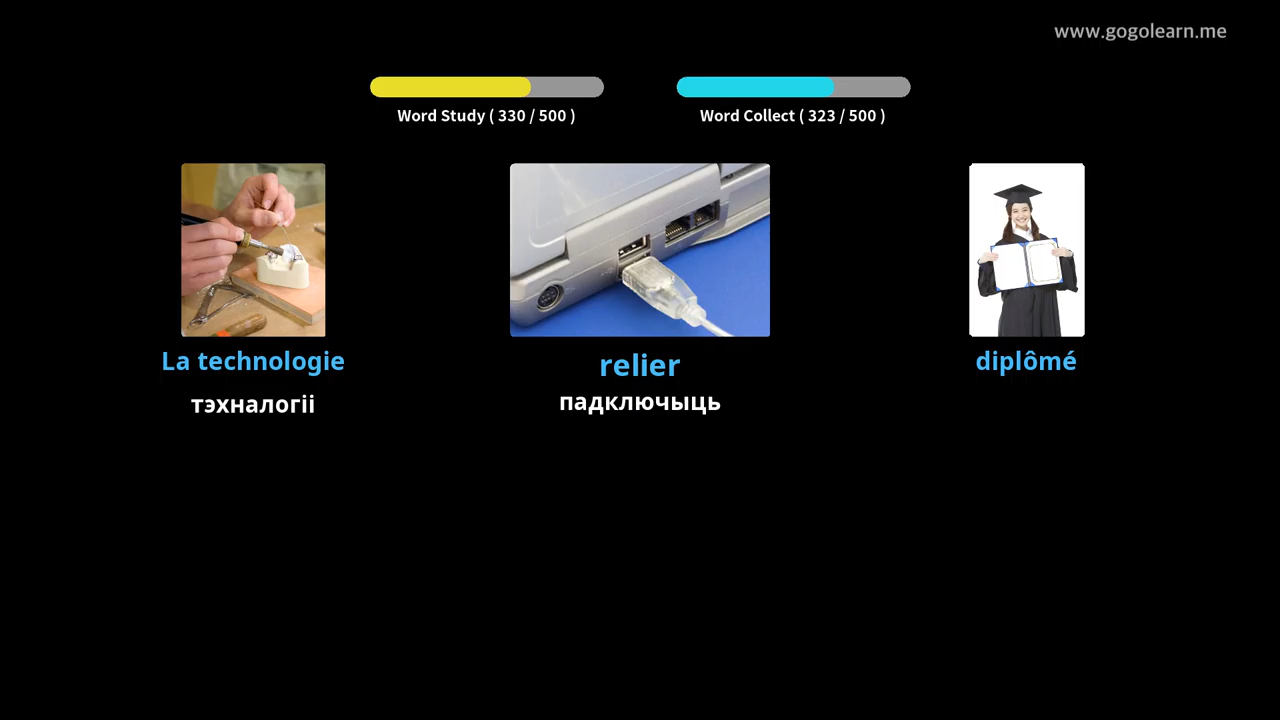 www.gogolearn.me
Word Study ( 330 / 500 )
Word Collect ( 323 / 500 )
La technologie
relier
diplômé
тэхналогіі
падключыць